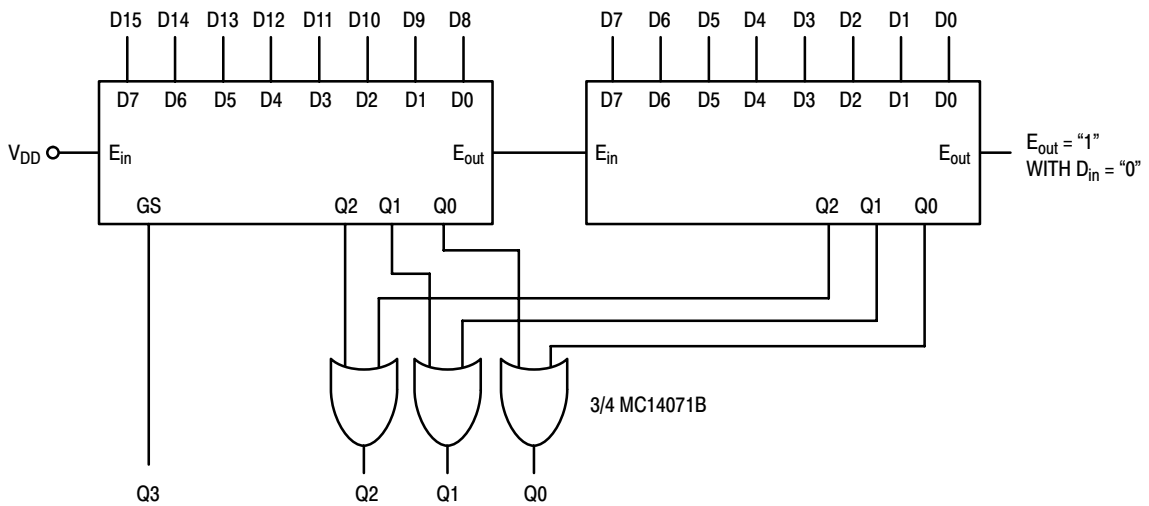 D15 D14 D13 D12 D11 D10 D9 D8 D7 D6 D5 D4 D3 D2 D1 D0
D7 D6 D5 D4 D3 D2 D1 D0 D7 D6 D5 D4 D3 D2 D1 D0
VDD Ein Eout Ein Eout Eout = “1”
WITH Din = “0”
GS Q2 Q1 Q0 Q2 Q1 Q0
3/4 MC14071B
Q3 Q2 Q1 Q0